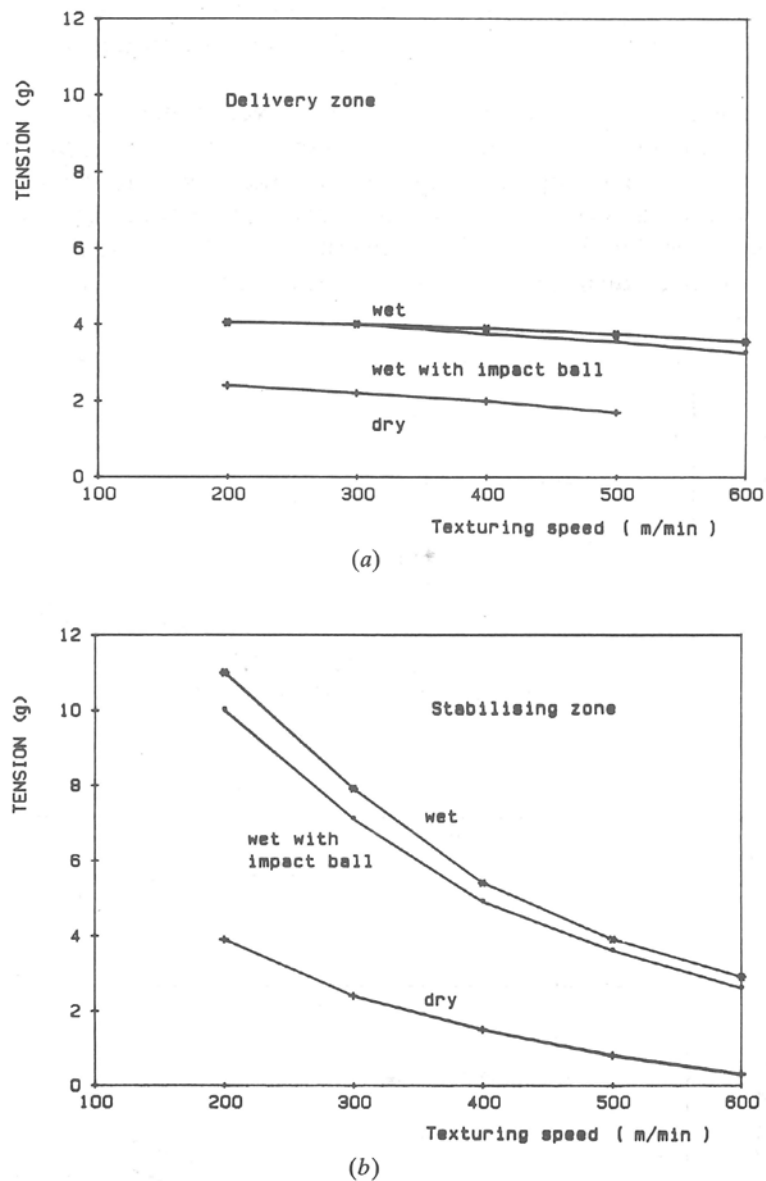 12
TENSION (g)
10
Delivery zone
8
6
wet
4
wet with impact ball
2
dry
0
100 200 300 400 500 600
Texturing speed ( m/min )
(a)
12
TENSION (g)
10
Stabilising zone
8
wet
wet with
impact ball
6
4
dry
2
0
100 200 300 400 500 600
Texturing speed ( m/min )
(b)